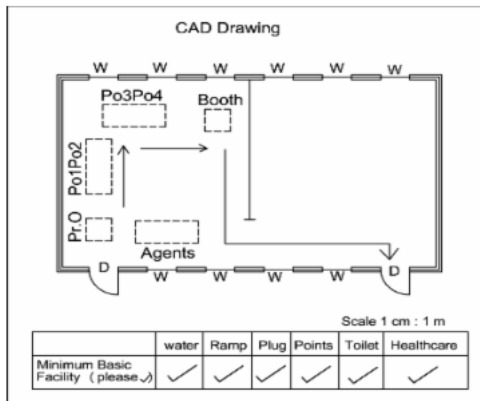 CAD Drawing
W W W W W W
Po3Po4
Booth
Po1Po2
Pr.O
Agents
D
D
W W W W
Scale 1 cm : 1 m
water Ramp Plug Points Toilet Healthcare
Minimum Basic
Facility ( please ✓)
✓ ✓ ✓ ✓ ✓ ✓